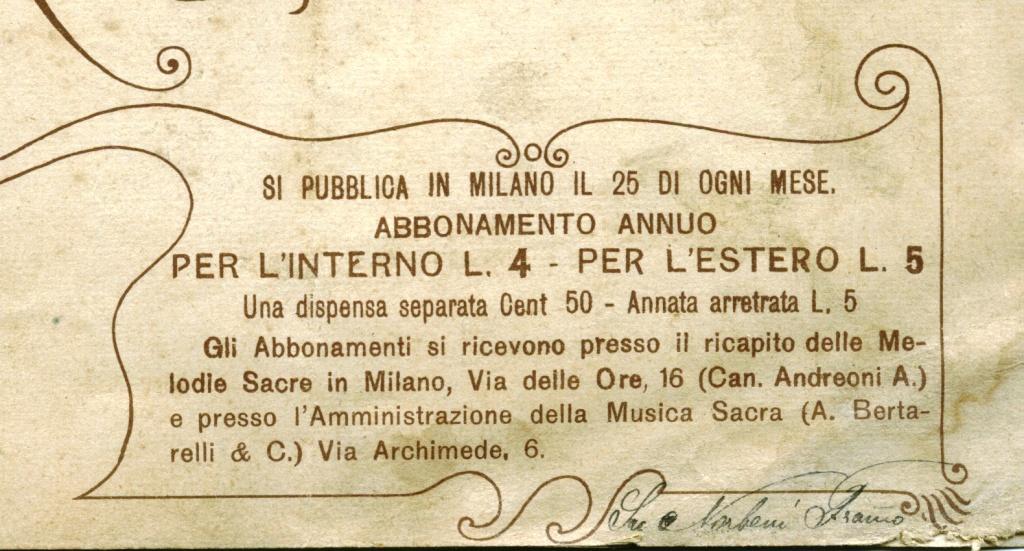 SI PUBBLICA IN MILANO IL 25 DI OGNI MESE.
ABBONAMENTO ANNUO
PER L'INTERNO L. 4 - PER L'ESTERO L. 5
Una dispensa separata Cent 50 - Annata arretrata L. 5
Gli Abbonamenti si ricevono presso il ricapito delle Me-
lodie Sacre in Milano, Via delle Ore, 16 (Can. Andreoni A.)
e presso l'Amministrazione della Musica Sacra (A. Berta-
relli & C.) Via Archimede, 6.